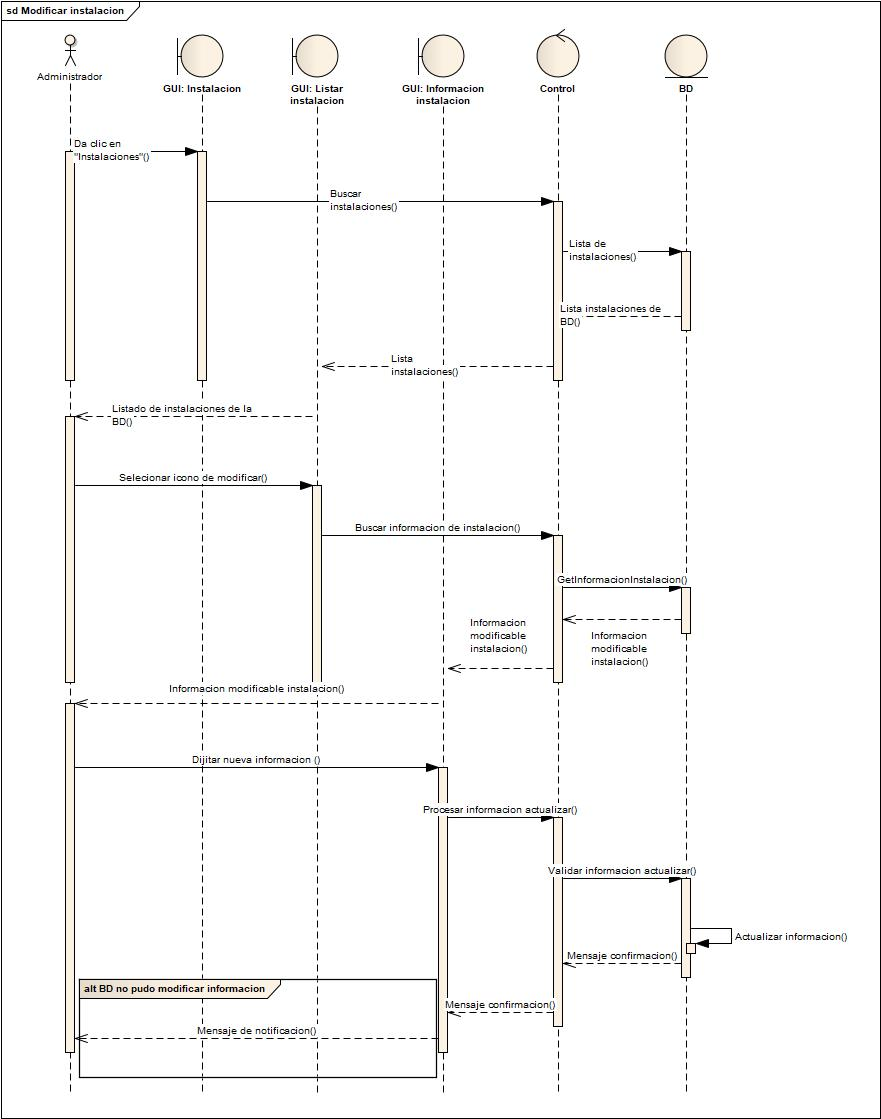 sd Modificar instalacion
Administrador
GUI: Instalacion
GUI: Listar
instalacion
GUI: Informacion
instalacion
Control
BD
Da clic en
"Instalaciones"()
Buscar
instalaciones()
Lista de
instalaciones()
Lista instalaciones de
BD()
Lista
instalaciones()
Listado de instalaciones de la
BD()
Selecionar icono de modificar()
Buscar informacion de instalacion()
GetInformacionInstalacion()
Informacion
modificable
instalacion()
Informacion
modificable
instalacion()
Informacion modificable instalacion()
Dijitar nueva informacion ()
Procesar informacion actualizar()
Validar informacion actualizar()
Actualizar informacion()
Mensaje confirmacion()
alt BD no pudo modificar informacion
Mensaje confirmacion()
Mensaje de notificacion()